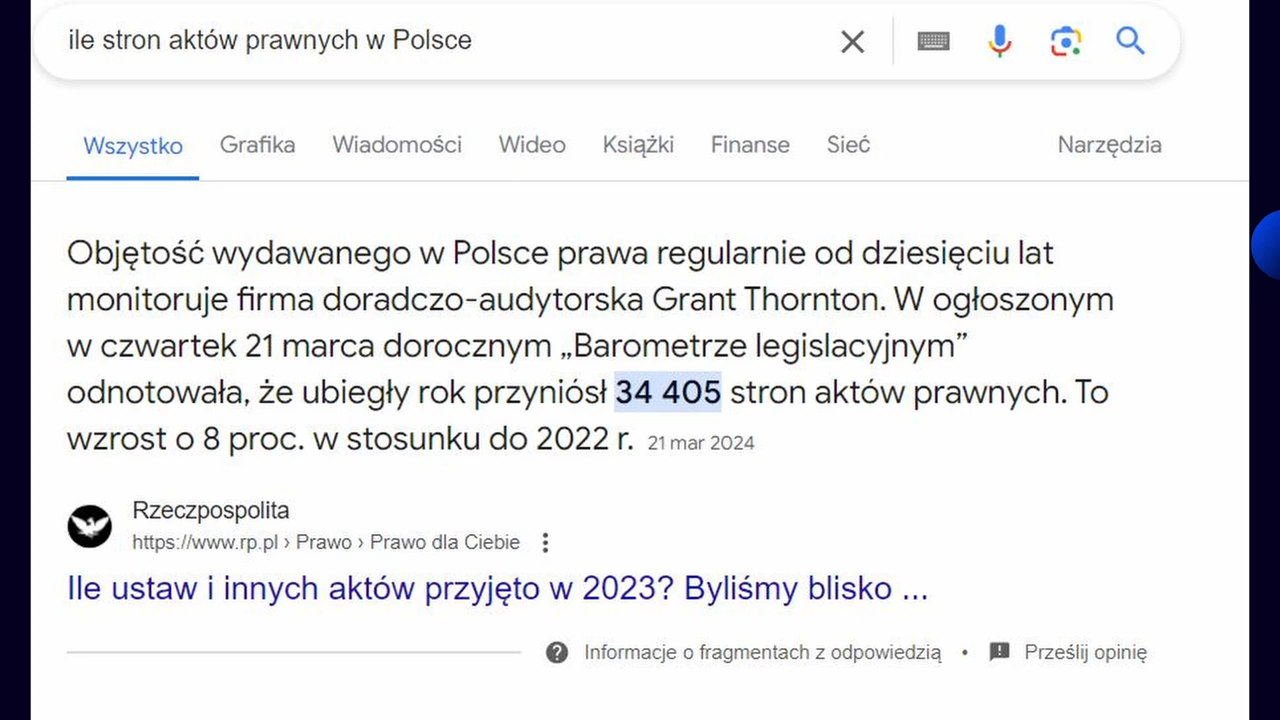 ile stron aktów prawnych w Polsce
Wszystko Grafika Wiadomości Wideo Książki Finanse Sieć Narzędzia
Objętość wydawanego w Polsce prawa regularnie od dziesięciu lat
monitoruje firma doradczo-audytorska Grant Thornton. W ogłoszonym
w czwartek 21 marca dorocznym „Barometrze legislacyjnym”
odnotowała, że ubiegły rok przyniósł 34 405 stron aktów prawnych. To
wzrost o 8 proc. w stosunku do 2022 r. 21 mar 2024
Rzeczpospolita
https://www.rp.pl › Prawo › Prawo dla Ciebie
Ile ustaw i innych aktów przyjęto w 2023? Byliśmy blisko ...
Informacje o fragmentach z odpowiedzią • Prześlij opinię